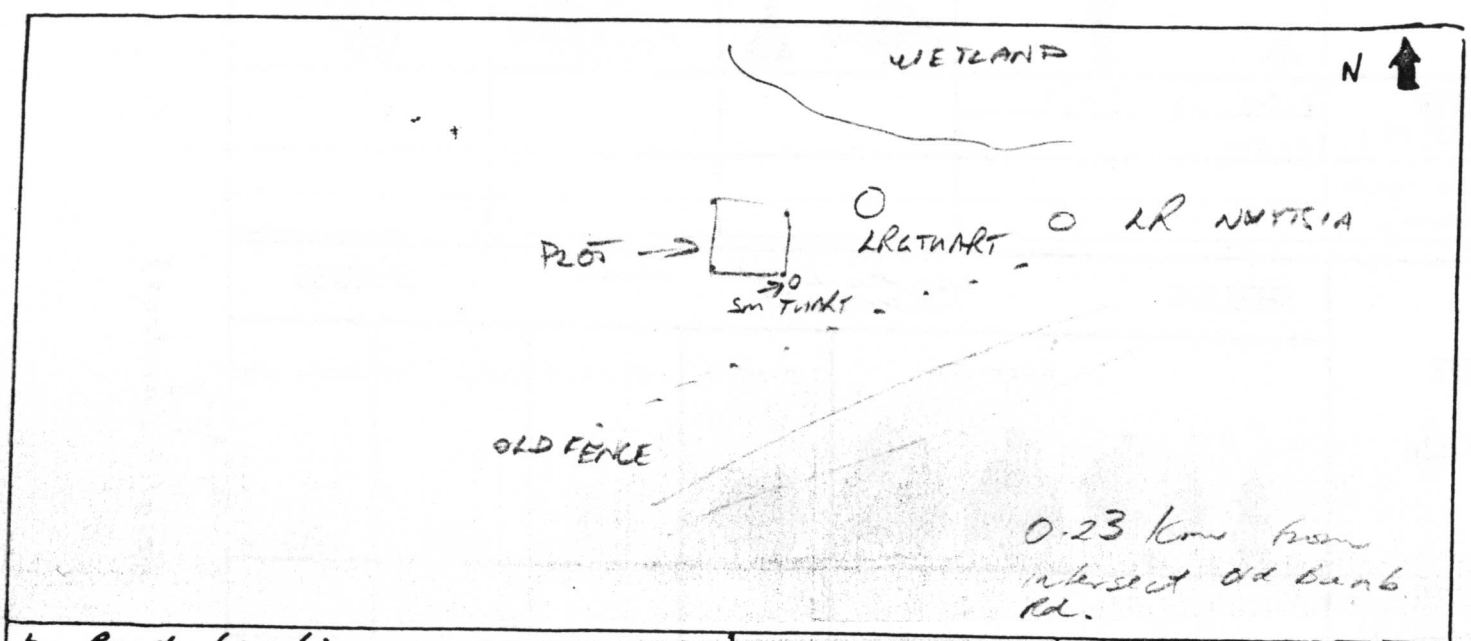 WETLAND
N
PLOT
LRG TUART
LR NUYTSIA
SM TUART
OLD FENCE
0.23 Km from
intersect old Bunb
Rd.